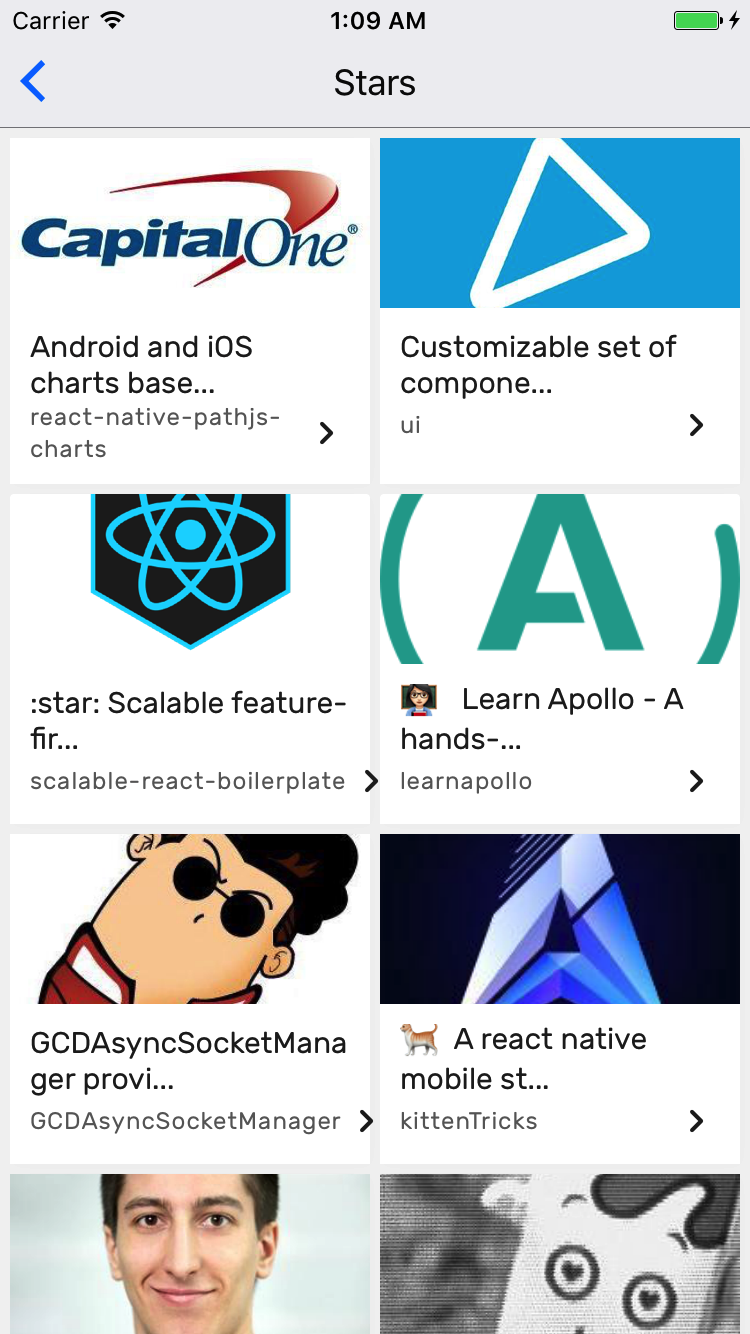 Carrier 1:09 AM
Stars
CapitalOne®
Android and iOS
charts base...
react-native-pathjs-
charts
Customizable set of
compone...
ui
:star: Scalable feature-
fir...
scalable-react-boilerplate
( A )
👩🏻‍🏫 Learn Apollo - A
hands-...
learnapollo
GCDAsyncSocketMana
ger provi...
GCDAsyncSocketManager
🐈 A react native
mobile st...
kittenTricks